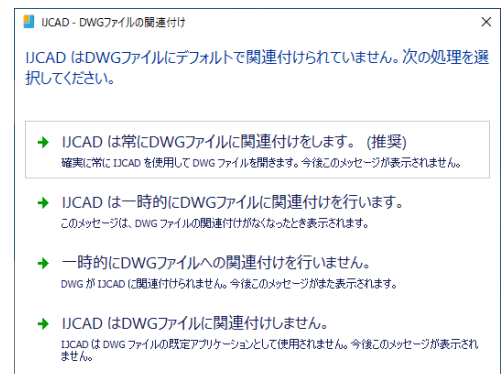 IJCAD - DWGファイルの関連付け
IJCAD はDWGファイルにデフォルトで関連付けられていません。次の処理を選
択してください。
IJCAD は常にDWGファイルに関連付けをします。 (推奨)
確実に常に IJCAD を使用して DWG ファイルを開きます。今後このメッセージが表示されません。
IJCAD は一時的にDWGファイルに関連付けを行います。
このメッセージは、DWG ファイルの関連付けがなくなったとき表示されます。
一時的にDWGファイルへの関連付けを行いません。
DWG が IJCAD に関連付けられません。今後このメッセージがまた表示されます。
IJCAD はDWGファイルに関連付けしません。
IJCAD は DWG ファイルの既定アプリケーションとして使用されません。今後このメッセージが表示され
ません。